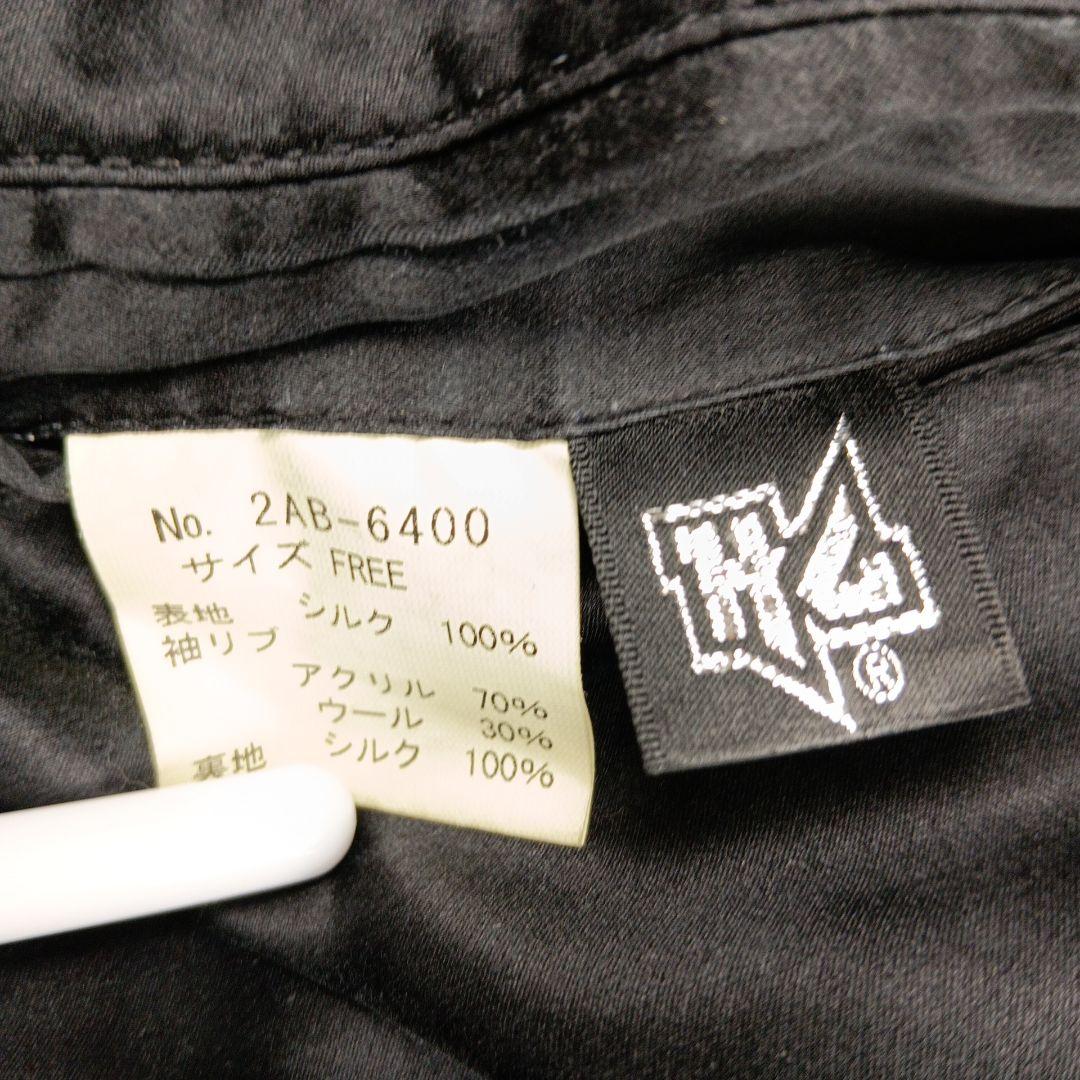 No. 2AB-6400
サイズ FREE
表地 シルク 100%
袖リブ
アクリル 70%
ウール 30%
裏地 シルク 100%
®